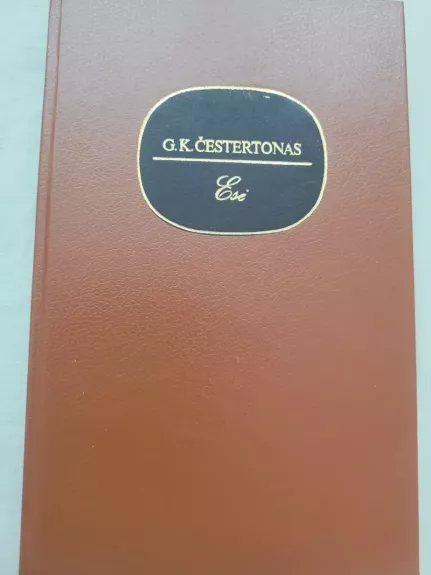 G. K. ČESTERTONAS
Esė